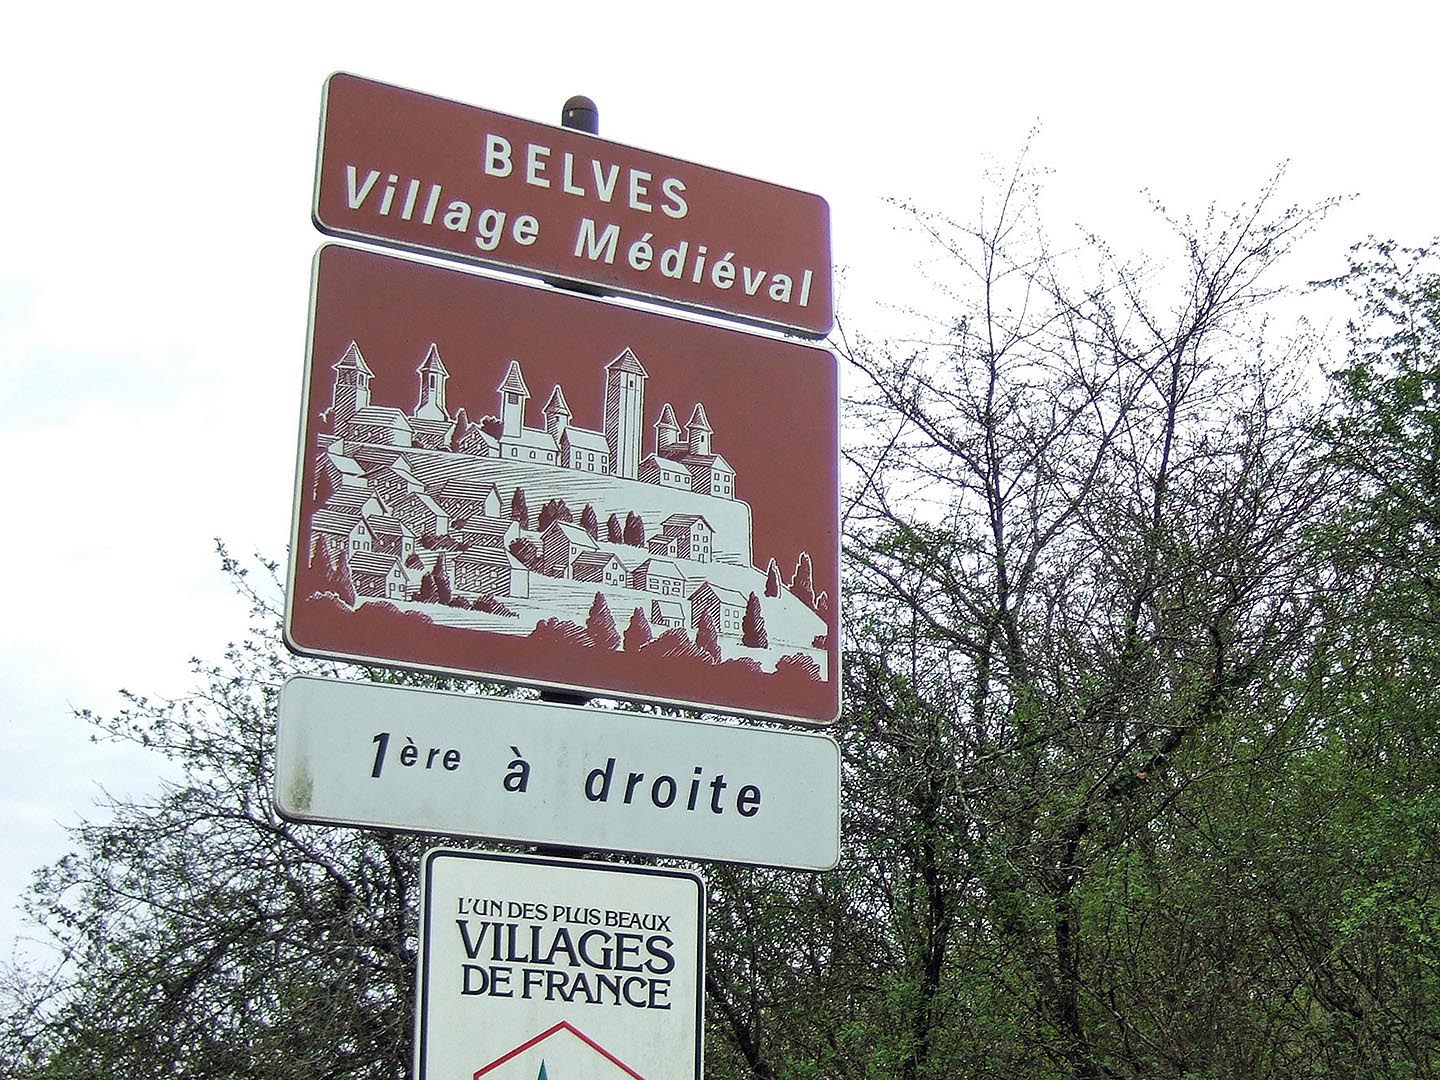 BELVES
Village Médiéval
1ère à droite
L'UN DES PLUS BEAUX
VILLAGES
DE FRANCE